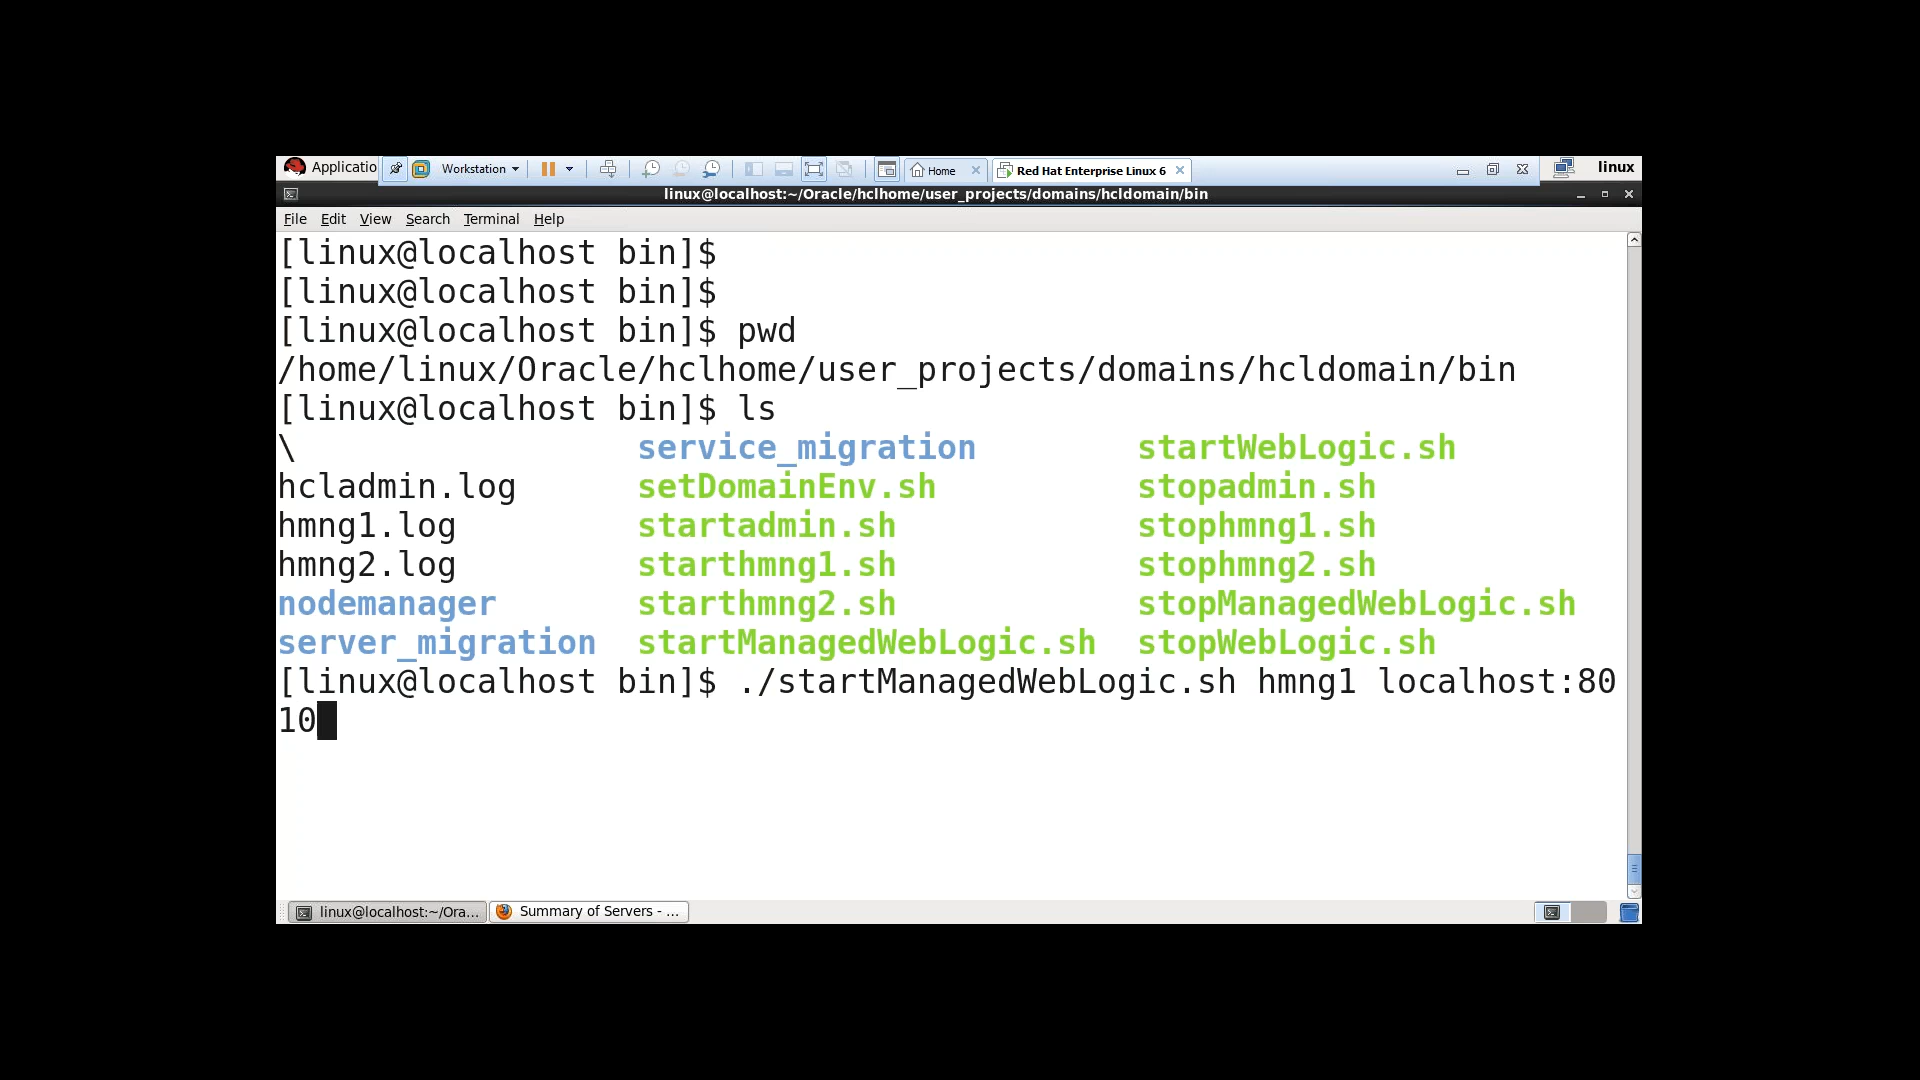 Applicatio Workstation Home Red Hat Enterprise Linux 6 linux
linux@localhost:~/Oracle/hclhome/user_projects/domains/hcldomain/bin
File Edit View Search Terminal Help
[linux@localhost bin]$
[linux@localhost bin]$
[linux@localhost bin]$ pwd
/home/linux/Oracle/hclhome/user_projects/domains/hcldomain/bin
[linux@localhost bin]$ ls
\ service_migration startWebLogic.sh
hcladmin.log setDomainEnv.sh stopadmin.sh
hmng1.log startadmin.sh stophmng1.sh
hmng2.log starthmng1.sh stophmng2.sh
nodemanager starthmng2.sh stopManagedWebLogic.sh
server_migration startManagedWebLogic.sh stopWebLogic.sh
[linux@localhost bin]$ ./startManagedWebLogic.sh hmng1 localhost:80
10
linux@localhost:~/Ora... Summary of Servers - ...